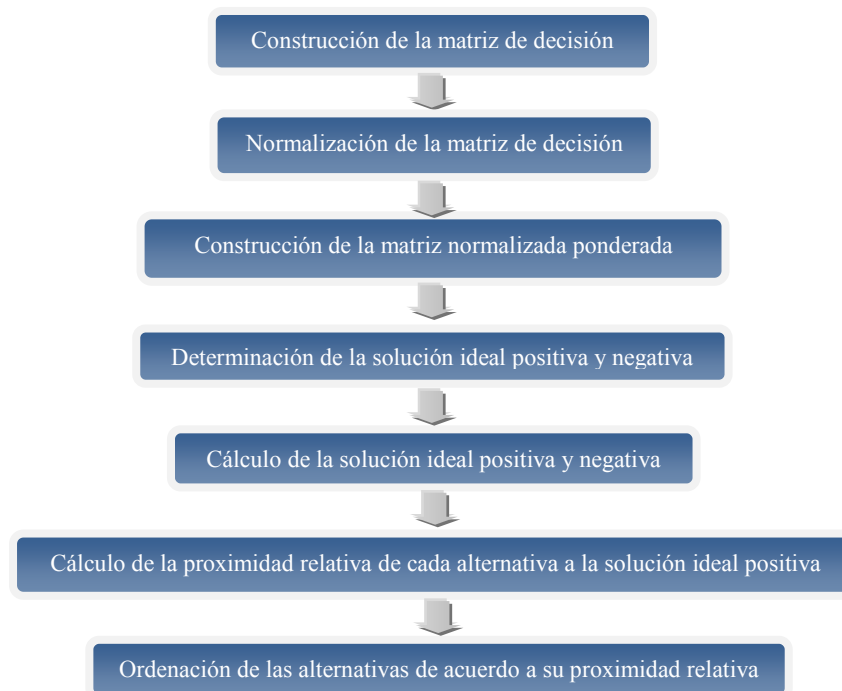 Construcción de la matriz de decisión
Normalización de la matriz de decisión
Construcción de la matriz normalizada ponderada
Determinación de la solución ideal positiva y negativa
Cálculo de la solución ideal positiva y negativa
Cálculo de la proximidad relativa de cada alternativa a la solución ideal positiva
Ordenación de las alternativas de acuerdo a su proximidad relativa